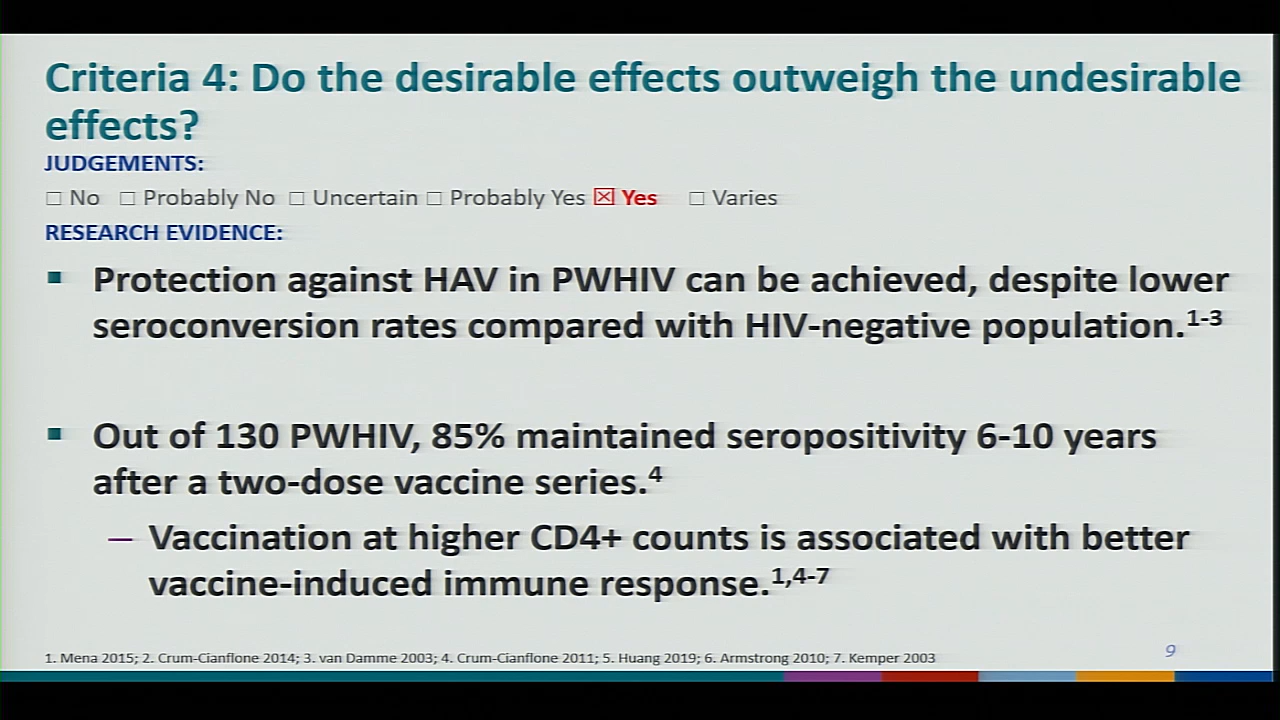 Criteria 4: Do the desirable effects outweigh the undesirable
effects?
JUDGEMENTS:
☐ No ☐ Probably No ☐ Uncertain ☐ Probably Yes ☒ Yes ☐ Varies
RESEARCH EVIDENCE:
▪ Protection against HAV in PWHIV can be achieved, despite lower
seroconversion rates compared with HIV-negative population.1-3
▪ Out of 130 PWHIV, 85% maintained seropositivity 6-10 years
after a two-dose vaccine series.4
– Vaccination at higher CD4+ counts is associated with better
vaccine-induced immune response.1,4-7
1. Mena 2015; 2. Crum-Cianflone 2014; 3. van Damme 2003; 4. Crum-Cianflone 2011; 5. Huang 2019; 6. Armstrong 2010; 7. Kemper 2003
9